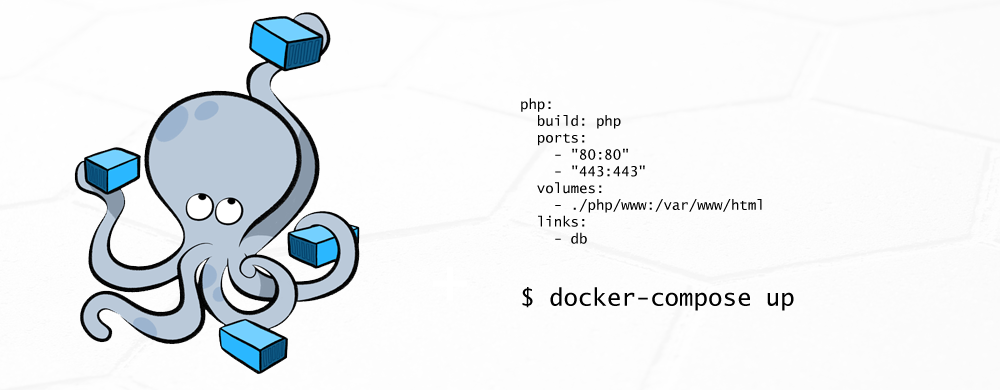 php:
  build: php
  ports:
    - "80:80"
    - "443:443"
  volumes:
    - ./php/www:/var/www/html
  links:
    - db
$ docker-compose up